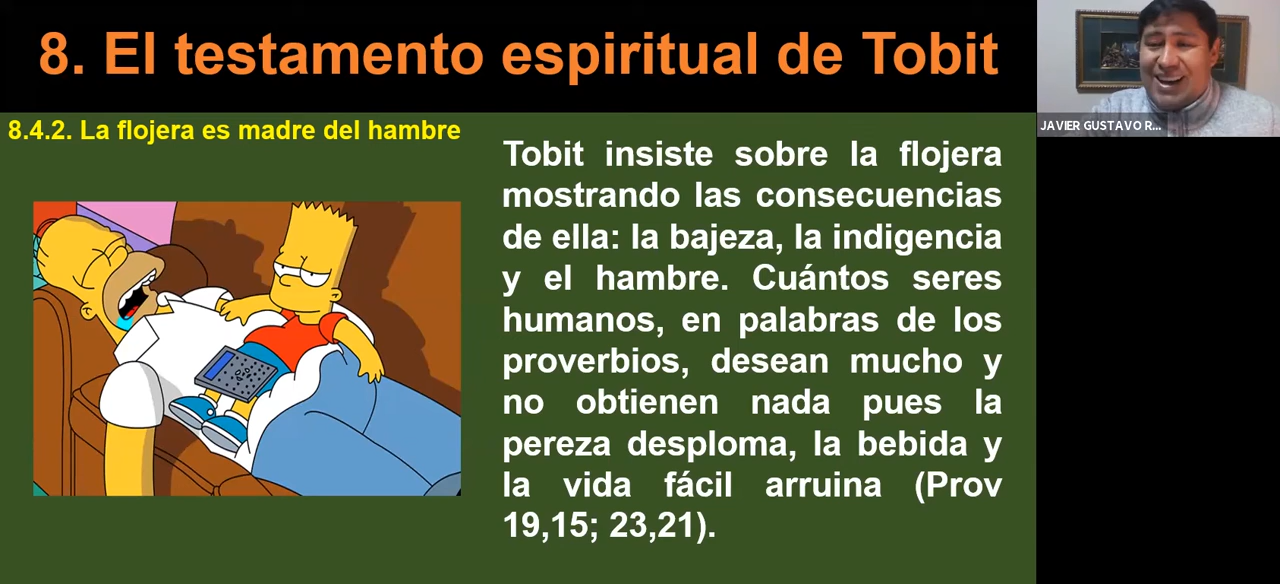 8. El testamento espiritual de Tobit
JAVIER GUSTAVO R...
8.4.2. La flojera es madre del hambre
Tobit insiste sobre la flojera
mostrando las consecuencias
de ella: la bajeza, la indigencia
y el hambre. Cuántos seres
humanos, en palabras de los
proverbios, desean mucho y
no obtienen nada pues la
pereza desploma, la bebida y
la vida fácil arruina (Prov
19,15; 23,21).